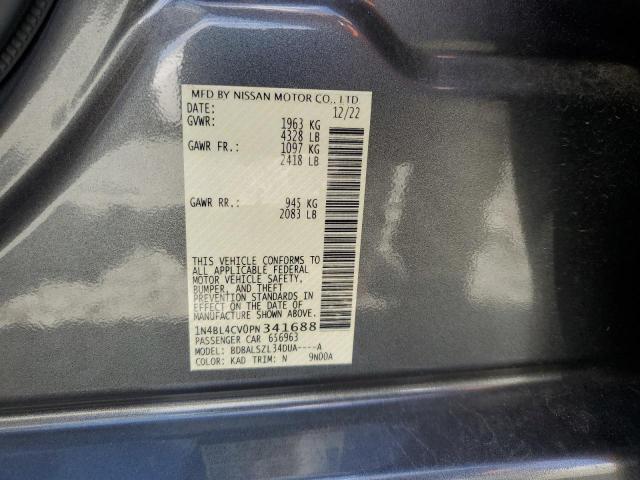 MFD BY NISSAN MOTOR CO., LTD
DATE: 12/22
GVWR: 1963 KG
4328 LB
GAWR FR.: 1097 KG
2418 LB
GAWR RR.: 945 KG
2083 LB
THIS VEHICLE CONFORMS TO
ALL APPLICABLE FEDERAL
MOTOR VEHICLE SAFETY,
BUMPER, AND THEFT
PREVENTION STANDARDS IN
EFFECT ON THE DATE OF
MANUFACTURE SHOWN ABOVE.
1N4BL4CV0PN341688
PASSENGER CAR 656963
MODEL: BDBALSZL34DUA----A
COLOR: KAD TRIM: N 9N00A